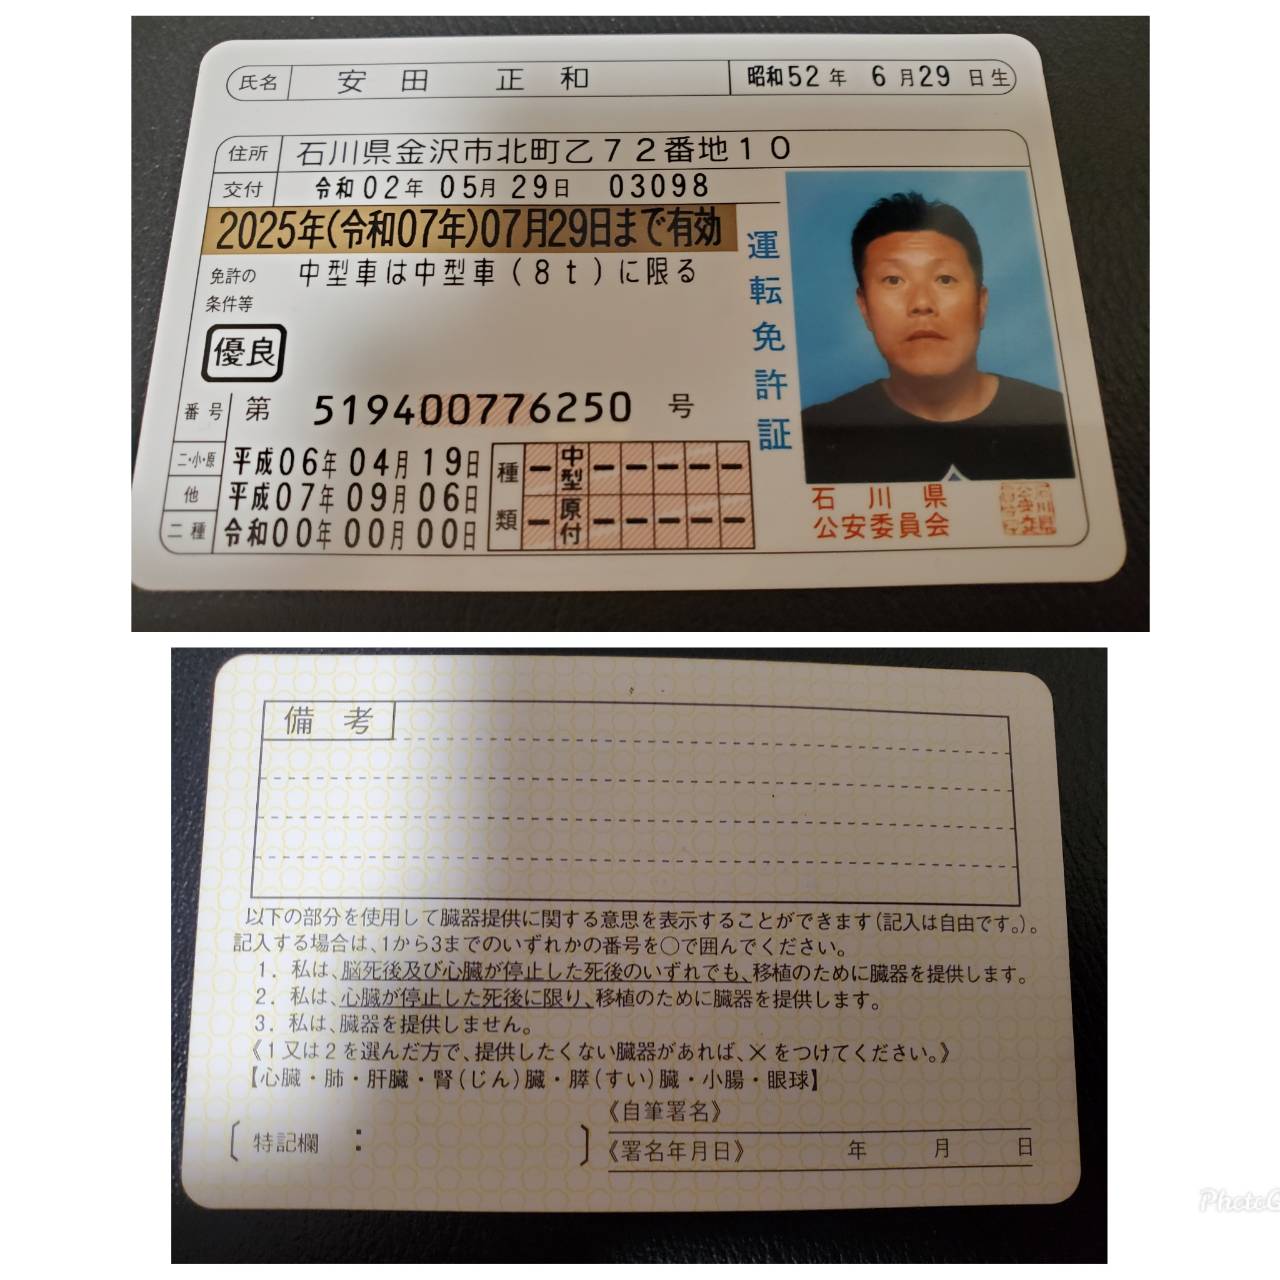 氏名 安田 正和 昭和52年 6月29日生
住所 石川県金沢市北町乙72番地10
交付 令和02年 05月 29日 03098
2025年(令和07年)07月29日まで有効
免許の条件等 中型車は中型車(8t)に限る
優良
番号 第 519400776250 号
二・小・原 平成06年 04月 19日
他 平成07年 09月 06日
二種 令和00年 00月 00日
種類 ー 中型 ー ー ー ー ー
ー 原付 ー ー ー ー ー
運転免許証
石川県
公安委員会
備考
以下の部分を使用して臓器提供に関する意思を表示することができます(記入は自由です。)。
記入する場合は、1から3までのいずれかの番号を○で囲んでください。
1. 私は、脳死後及び心臓が停止した死後のいずれでも、移植のために臓器を提供します。
2. 私は、心臓が停止した死後に限り、移植のために臓器を提供します。
3. 私は、臓器を提供しません。
《1又は2を選んだ方で、提供したくない臓器があれば、×をつけてください。》
【心臓・肺・肝臓・腎(じん)臓・膵(すい)臓・小腸・眼球】
〔特記欄 : 〕
《自筆署名》
《署名年月日》 年 月 日